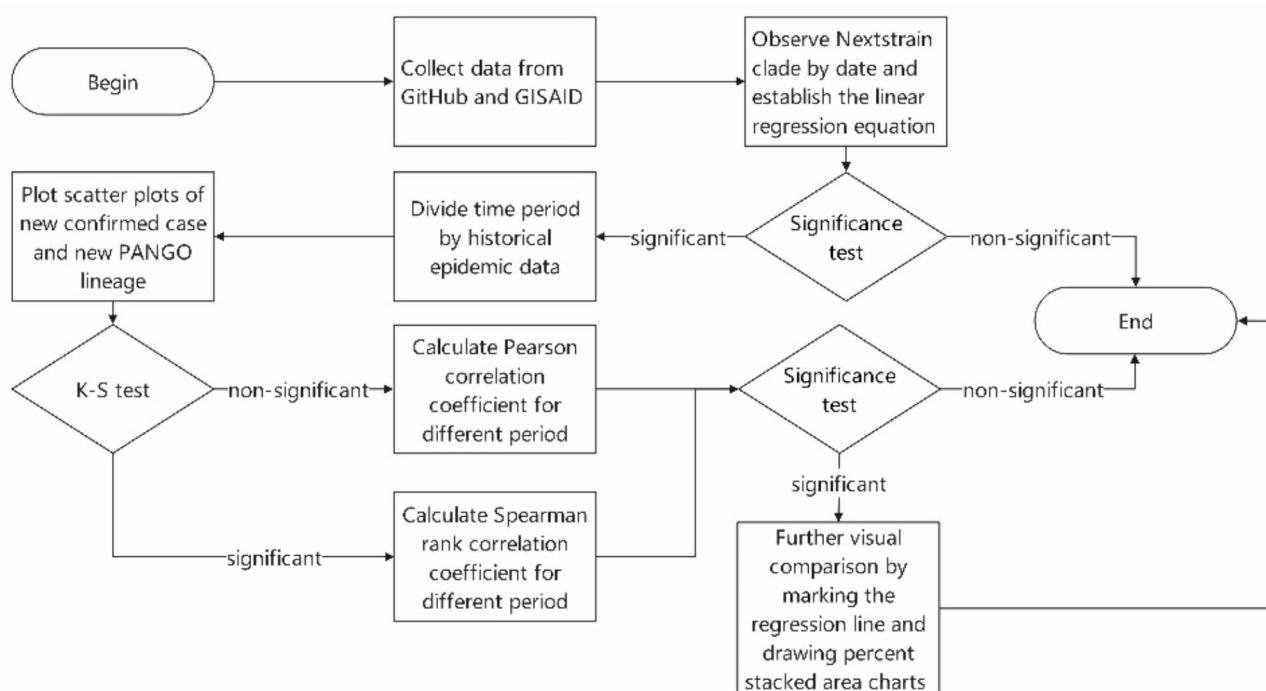 Begin
Collect data from
GitHub and GISAID
Observe Nextstrain
clade by date and
establish the linear
regression equation
Significance
test
significant
non-significant
Divide time period
by historical
epidemic data
Plot scatter plots of
new confirmed case
and new PANGO
lineage
End
K-S test
non-significant
Calculate Pearson
correlation
coefficient for
different period
significant
Calculate Spearman
rank correlation
coefficient for
different period
Significance
test
non-significant
significant
Further visual
comparison by
marking the
regression line and
drawing percent
stacked area charts